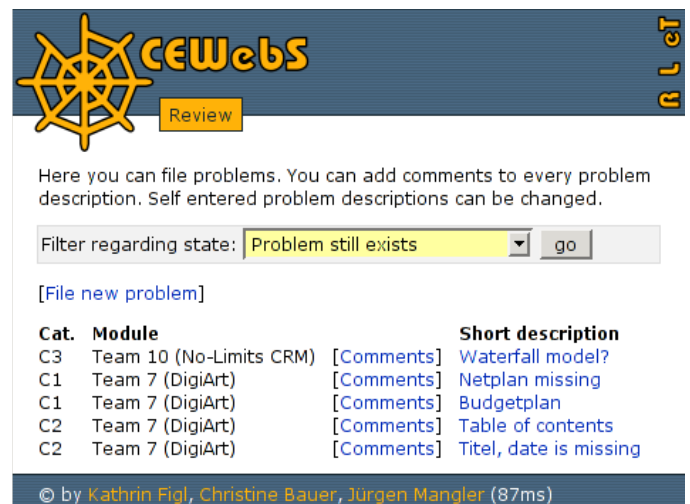 CEWebS
R L cT
Review
Here you can file problems. You can add comments to every problem
description. Self entered problem descriptions can be changed.
Filter regarding state: Problem still exists go
[File new problem]
Cat. Module Short description
C3 Team 10 (No-Limits CRM) [Comments] Waterfall model?
C1 Team 7 (DigiArt) [Comments] Netplan missing
C1 Team 7 (DigiArt) [Comments] Budgetplan
C2 Team 7 (DigiArt) [Comments] Table of contents
C2 Team 7 (DigiArt) [Comments] Titel, date is missing
© by Kathrin Figl, Christine Bauer, Jürgen Mangler (87ms)